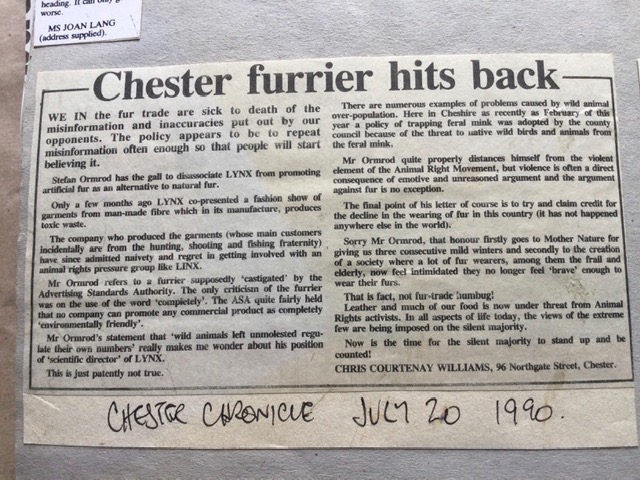 heading. It can only g
worse.
MS JOAN LANG
(address supplied).
Chester furrier hits back
WE IN the fur trade are sick to death of the
misinformation and inaccuracies put out by our
opponents. The policy appears to be to repeat
misinformation often enough so that people will start
believing it.
Stefan Ormrod has the gall to disassociate LYNX from promoting
artificial fur as an alternative to natural fur.
Only a few months ago LYNX co-presented a fashion show of
garments from man-made fibre which in its manufacture, produces
toxic waste.
The company who produced the garments (whose main customers
incidentally are from the hunting, shooting and fishing fraternity)
have since admitted naivety and regret in getting involved with an
animal rights pressure group like LINX.
Mr Ormrod refers to a furrier supposedly 'castigated' by the
Advertising Standards Authority. The only criticism of the furrier
was on the use of the word 'completely'. The ASA quite fairly held
that no company can promote any commercial product as completely
'environmentally friendly'.
Mr Ormrod's statement that 'wild animals left unmolested regu-
late their own numbers' really makes me wonder about his position
of 'scientific director' of LYNX.
This is just patently not true.
There are numerous examples of problems caused by wild animal
over-population. Here in Cheshire as recently as February of this
year a policy of trapping feral mink was adopted by the county
council because of the threat to native wild birds and animals from
the feral mink.
Mr Ormrod quite properly distances himself from the violent
element of the Animal Right Movement, but violence is often a direct
consequence of emotive and unreasoned argument and the argument
against fur is no exception.
The final point of his letter of course is to try and claim credit for
the decline in the wearing of fur in this country (it has not happened
anywhere else in the world).
Sorry Mr Ormrod, that honour firstly goes to Mother Nature for
giving us three consecutive mild winters and secondly to the creation
of a society where a lot of fur wearers, among them the frail and
elderly, now feel intimidated they no longer feel 'brave' enough to
wear their furs.
That is fact, not fur-trade humbug!
Leather and much of our food is now under threat from Animal
Rights activists. In all aspects of life today, the views of the extreme
few are being imposed on the silent majority.
Now is the time for the silent majority to stand up and be
counted!
CHRIS COURTENAY WILLIAMS, 96 Northgate Street, Chester.
CHESTER CHRONICLE JULY 20 1990.